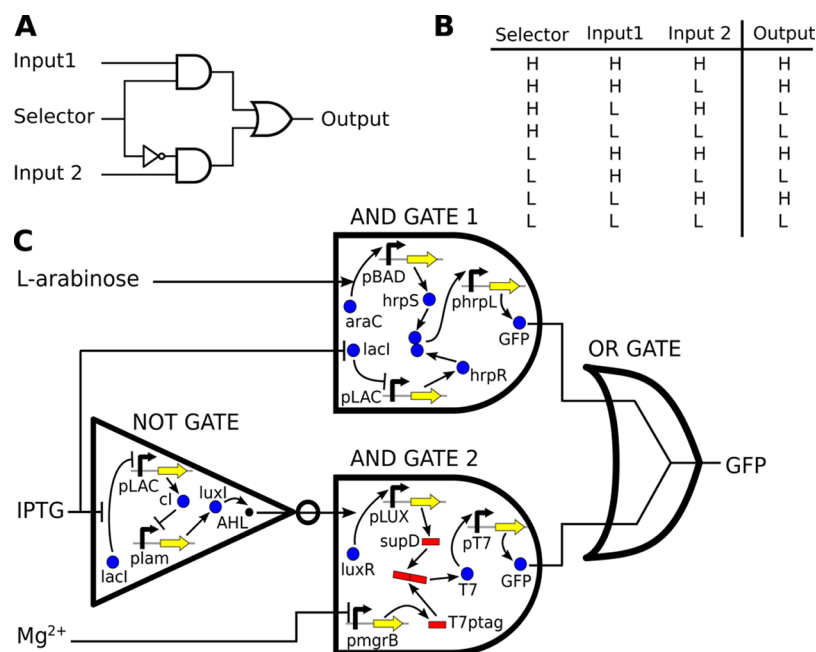 A
Input1
Selector
Input 2
Output
B
Selector Input1 Input 2 Output
H H H H
H H L H
H L H L
H L L L
L H H H
L H L L
L L H H
L L L L
C
AND GATE 1
L-arabinose
pBAD
hrpS
phrpL
araC
GFP
lacI
hrpR
pLAC
OR GATE
GFP
NOT GATE
pLAC
cI
luxI
AHL
plam
lacI
IPTG
AND GATE 2
pLUX
supD
pT7
luxR
T7
GFP
T7ptag
pmgrB
Mg²⁺